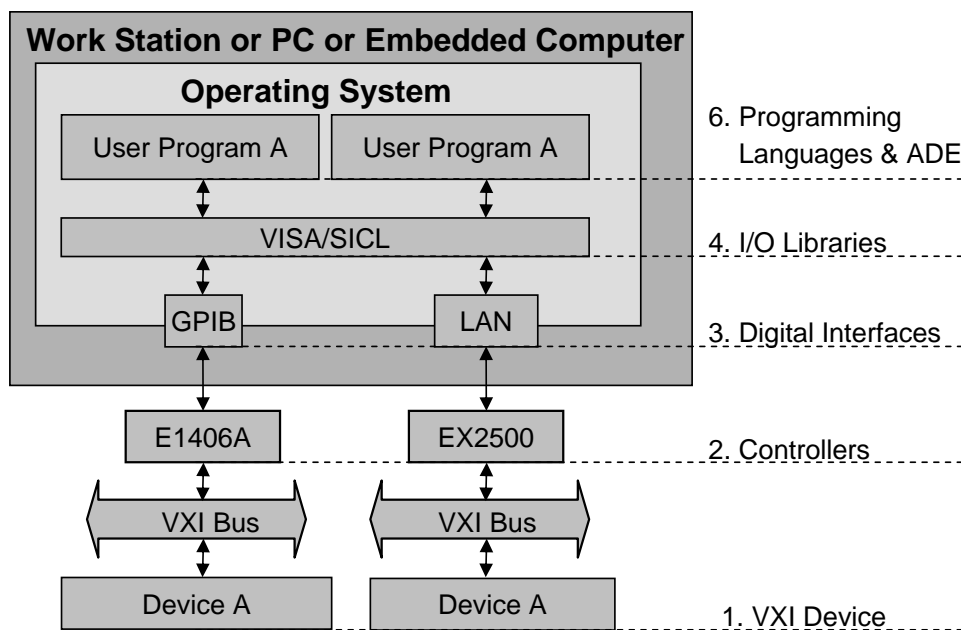 Work Station or PC or Embedded Computer
Operating System
User Program A
User Program A
6. Programming
Languages & ADE
VISA/SICL
4. I/O Libraries
GPIB
LAN
3. Digital Interfaces
E1406A
EX2500
2. Controllers
VXI Bus
VXI Bus
Device A
Device A
1. VXI Device